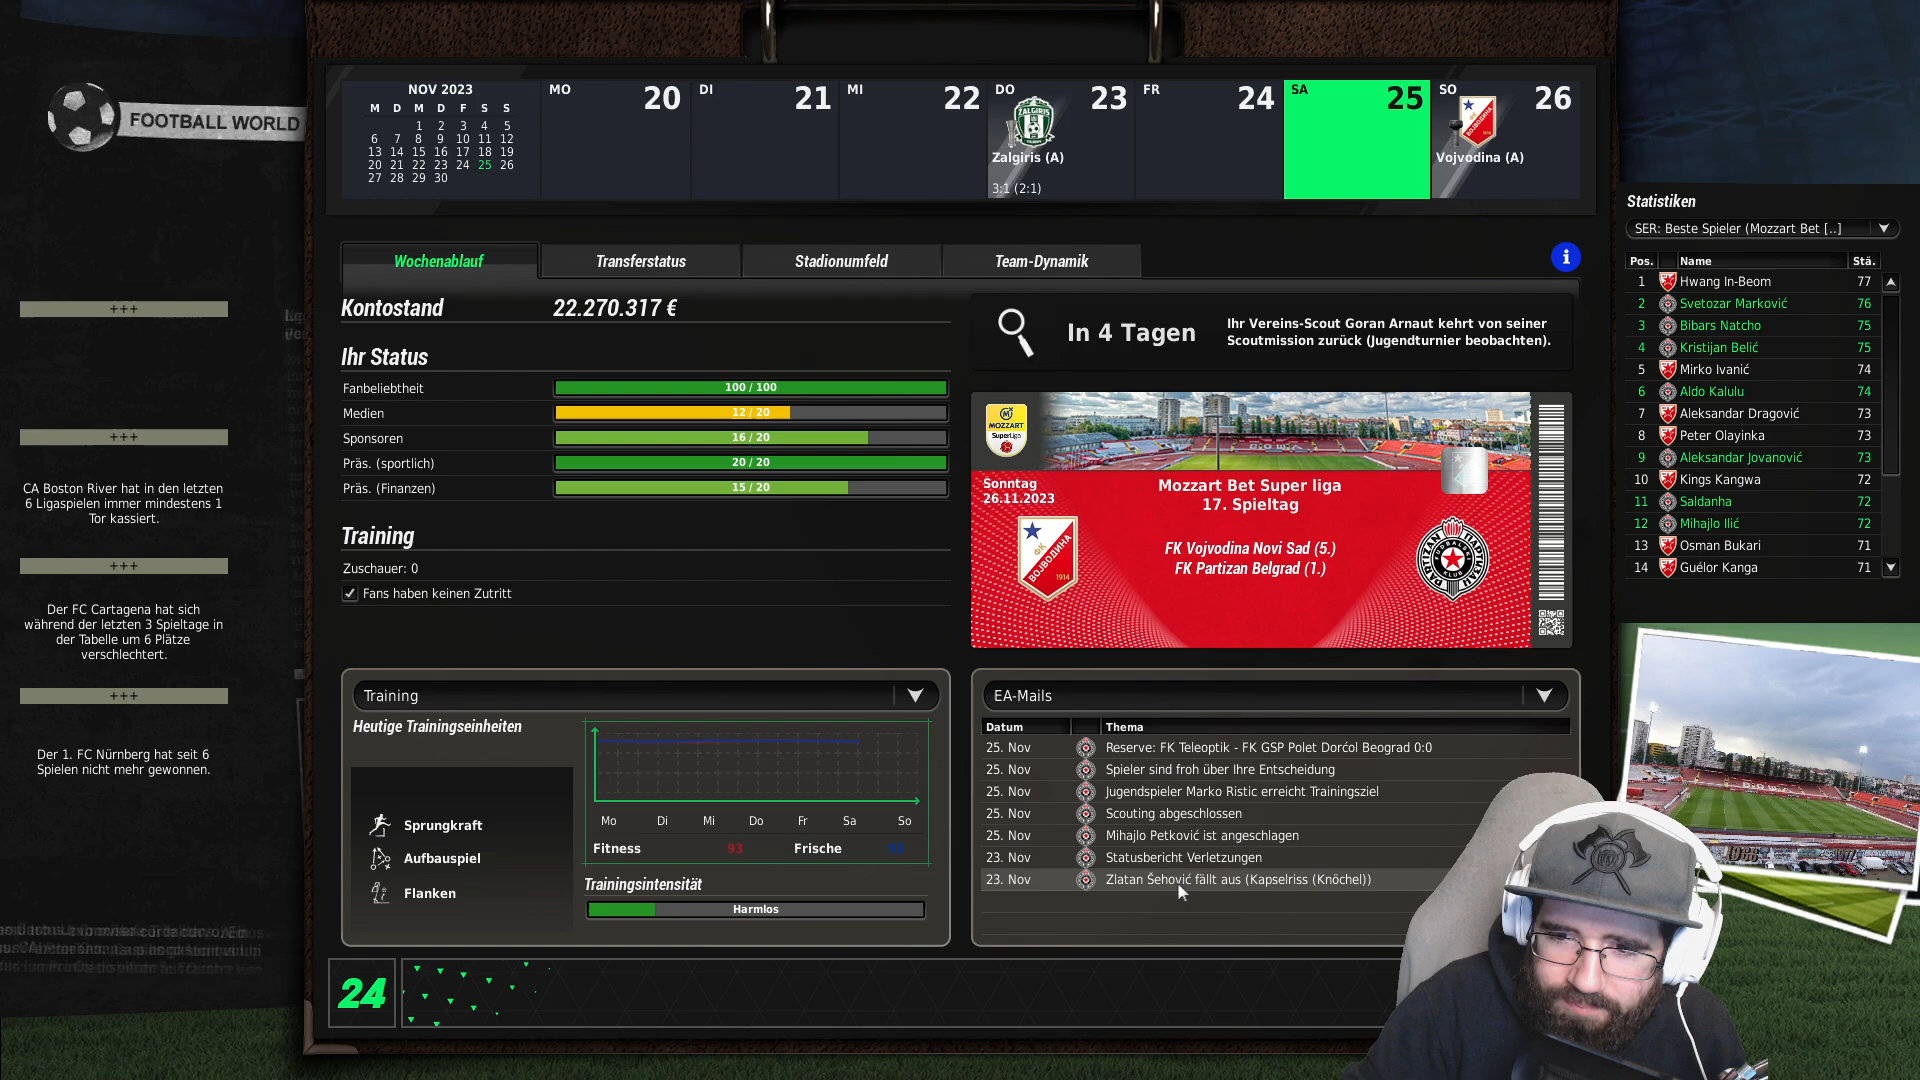 FOOTBALL WORLD
NOV 2023
M D M D F S S
1 2 3 4 5
6 7 8 9 10 11 12
13 14 15 16 17 18 19
20 21 22 23 24 25 26
27 28 29 30
MO 20
DI 21
MI 22
DO 23
Zalgiris (A)
3:1 (2:1)
FR 24
SA 25
SO 26
Vojvodina (A)
Wochenablauf
Transferstatus
Stadionumfeld
Team-Dynamik
i
Kontostand 22.270.317 €
Ihr Status
Fanbeliebtheit 100 / 100
Medien 12 / 20
Sponsoren 16 / 20
Präs. (sportlich) 20 / 20
Präs. (Finanzen) 15 / 20
Training
Zuschauer: 0
Fans haben keinen Zutritt
In 4 Tagen
Ihr Vereins-Scout Goran Arnaut kehrt von seiner
Scoutmission zurück (Jugendturnier beobachten).
MOZZART
SuperLiga
Sonntag
26.11.2023
Mozzart Bet Super liga
17. Spieltag
FK Vojvodina Novi Sad (5.)
FK Partizan Belgrad (1.)
ФК
ВОЈВОДИНА
1914
Training
Heutige Trainingseinheiten
Sprungkraft
Aufbauspiel
Flanken
Mo Di Mi Do Fr Sa So
Fitness 93 Frische
Trainingsintensität
Harmlos
EA-Mails
Datum Thema
25. Nov Reserve: FK Teleoptik - FK GSP Polet Dorćol Beograd 0:0
25. Nov Spieler sind froh über Ihre Entscheidung
25. Nov Jugendspieler Marko Ristic erreicht Trainingsziel
25. Nov Scouting abgeschlossen
25. Nov Mihajlo Petković ist angeschlagen
23. Nov Statusbericht Verletzungen
23. Nov Zlatan Šehović fällt aus (Kapselriss (Knöchel))
24
+++
+++
CA Boston River hat in den letzten
6 Ligaspielen immer mindestens 1
Tor kassiert.
+++
Der FC Cartagena hat sich
während der letzten 3 Spieltage in
der Tabelle um 6 Plätze
verschlechtert.
+++
Der 1. FC Nürnberg hat seit 6
Spielen nicht mehr gewonnen.
Statistiken
SER: Beste Spieler (Mozzart Bet [..]
Pos. Name Stä.
1 Hwang In-Beom 77
2 Svetozar Marković 76
3 Bibars Natcho 75
4 Kristijan Belić 75
5 Mirko Ivanić 74
6 Aldo Kalulu 74
7 Aleksandar Dragović 73
8 Peter Olayinka 73
9 Aleksandar Jovanović 73
10 Kings Kangwa 72
11 Saldanha 72
12 Mihajlo Ilić 72
13 Osman Bukari 71
14 Guélor Kanga 71